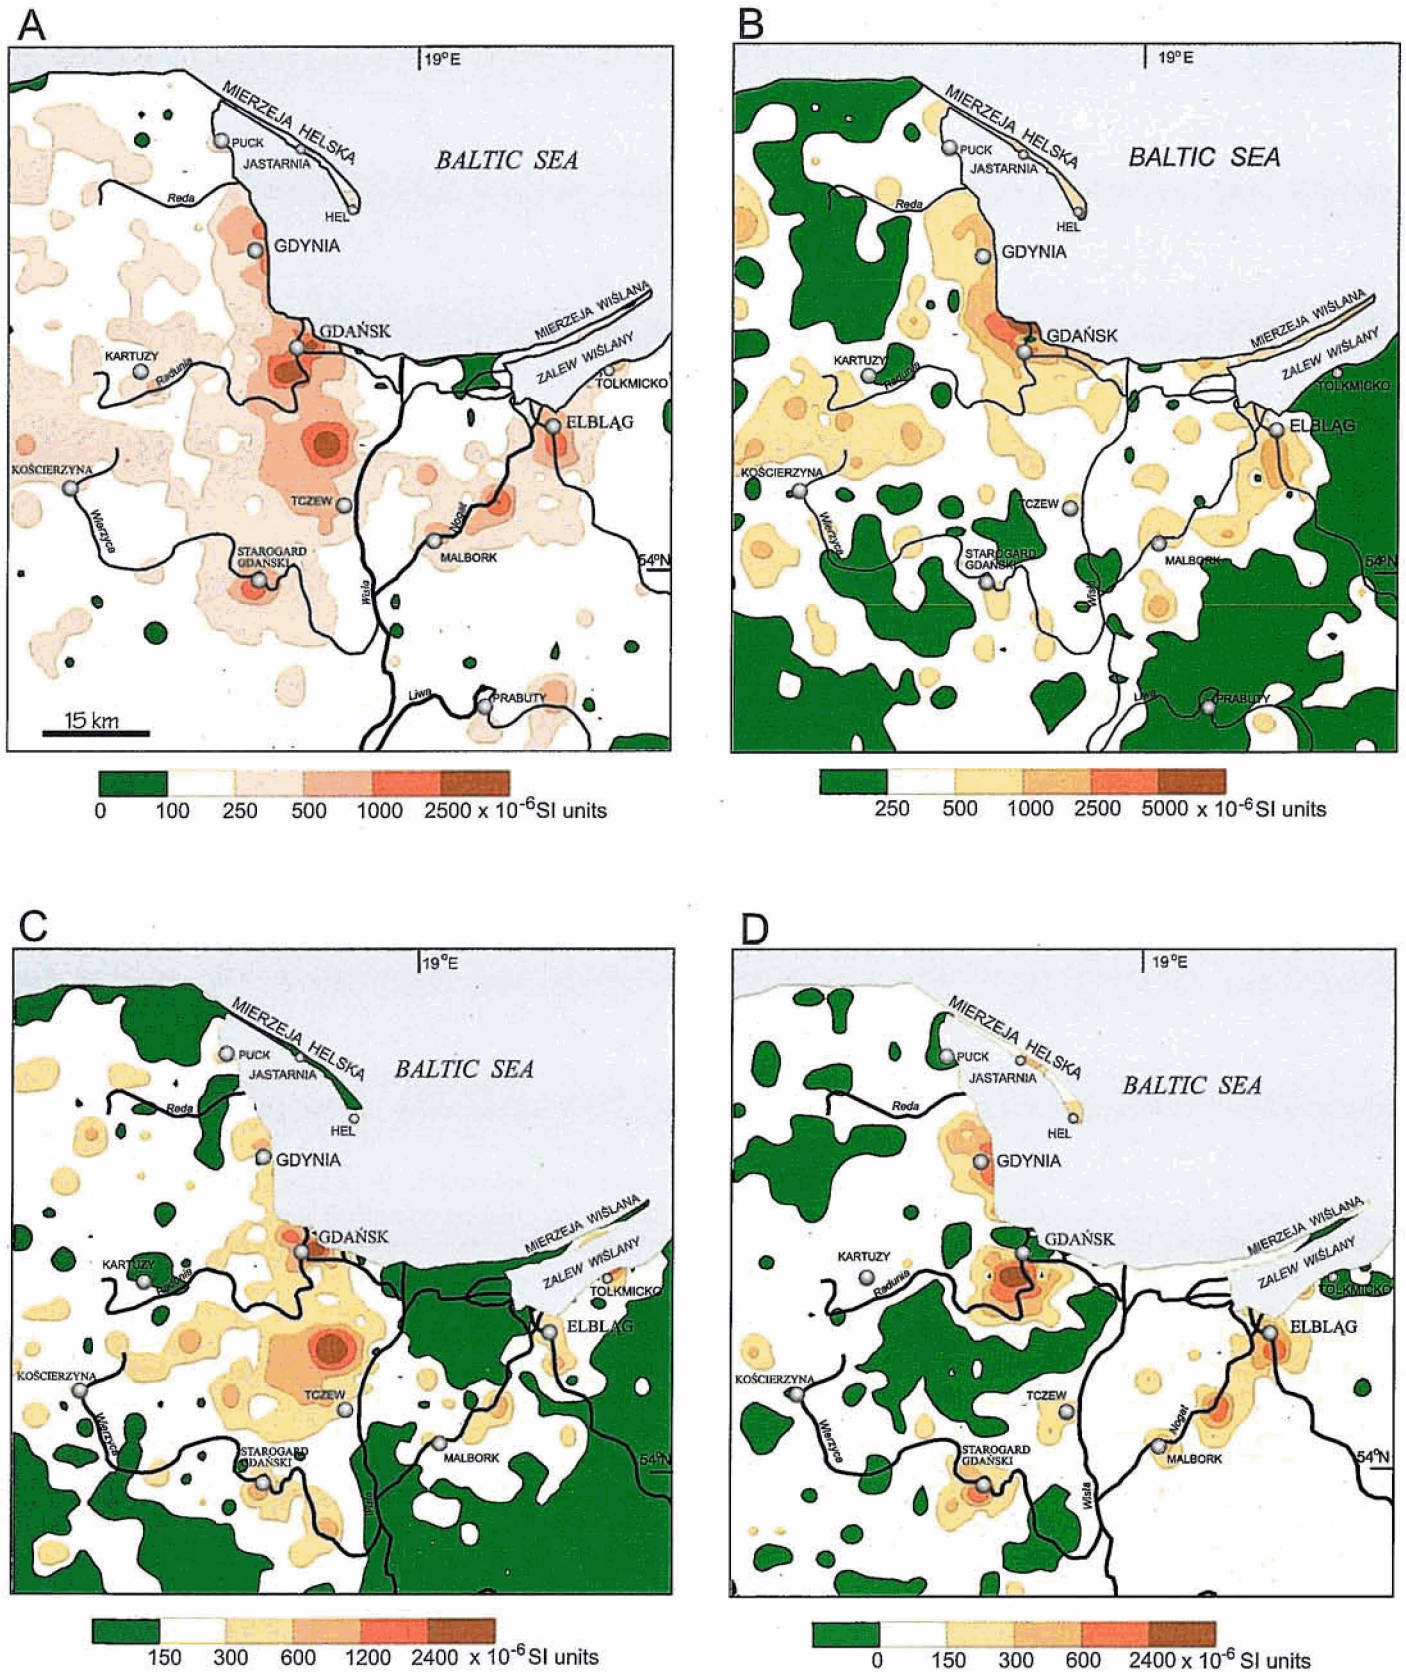 A
19°E
MIERZEJA HELSKA
PUCK
JASTARNIA
BALTIC SEA
Reda
HEL
GDYNIA
MIERZEJA WIŚLANA
GDAŃSK
ZALEW WIŚLANY
KARTUZY
Radunia
TOLKMICKO
ELBLĄG
KOŚCIERZYNA
TCZEW
Nogat
Wierzyca
STAROGARD
GDAŃSKI
MALBORK
54°N
Wisła
Liwa
PRABUTY
15 km
0 100 250 500 1000 2500 x 10-6 SI units
B
19°E
MIERZEJA HELSKA
PUCK
JASTARNIA
BALTIC SEA
Reda
HEL
GDYNIA
MIERZEJA WIŚLANA
GDAŃSK
ZALEW WIŚLANY
KARTUZY
Radunia
TOLKMICKO
ELBLĄG
KOŚCIERZYNA
TCZEW
Wierzyca
STAROGARD
GDAŃSKI
MALBORK
54°N
Wisła
Liwa
PRABUTY
250 500 1000 2500 5000 x 10-6 SI units
C
19°E
MIERZEJA HELSKA
PUCK
JASTARNIA
BALTIC SEA
Reda
HEL
GDYNIA
MIERZEJA WIŚLANA
GDAŃSK
ZALEW WIŚLANY
KARTUZY
Radunia
TOLKMICKO
ELBLĄG
KOŚCIERZYNA
TCZEW
Wierzyca
STAROGARD
GDAŃSKI
MALBORK
54°N
Wisła
150 300 600 1200 2400 x 10-6 SI units
D
19°E
MIERZEJA HELSKA
PUCK
JASTARNIA
BALTIC SEA
Reda
HEL
GDYNIA
MIERZEJA WIŚLANA
GDAŃSK
ZALEW WIŚLANY
KARTUZY
Radunia
TOLKMICKO
ELBLĄG
KOŚCIERZYNA
TCZEW
Nogat
Wierzyca
STAROGARD
GDAŃSKI
MALBORK
54°N
Wisła
0 150 300 600 2400 x 10-6 SI units